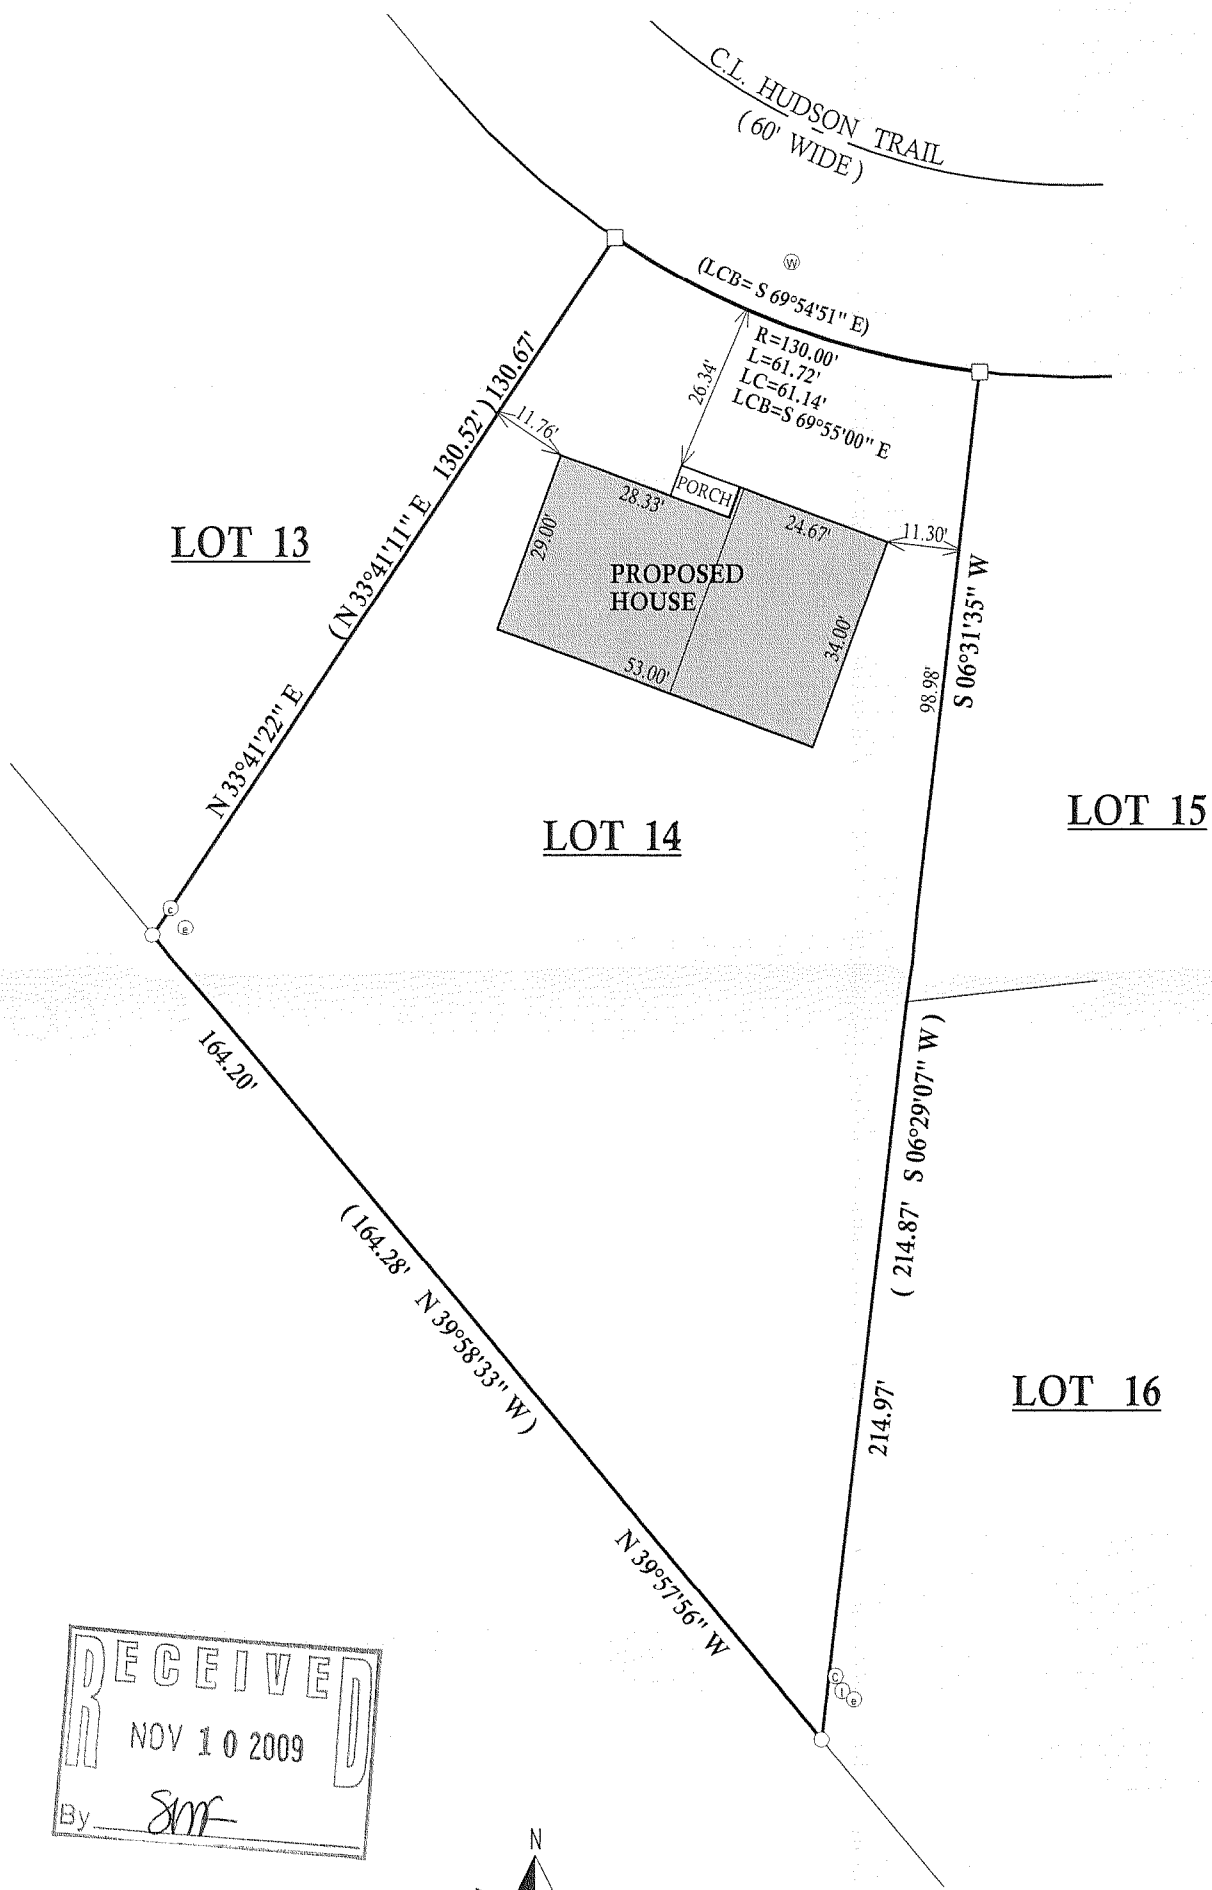 C.L. HUDSON TRAIL
(60' WIDE)
W
(LCB= S 69°54'51" E)
R=130.00'
L=61.72'
LC=61.14'
LCB=S 69°55'00" E
26.34'
N 33°41'22" E
(N 33°41'11" E 130.52') 130.67'
11.76'
28.33'
PORCH
24.67'
11.30'
29.00'
PROPOSED
HOUSE
34.00'
53.00'
LOT 13
98.98'
S 06°31'35" W
LOT 14
LOT 15
c
e
164.20'
(164.28' N 39°58'33" W)
N 39°57'56" W
(214.87' S 06°29'07" W)
214.97'
LOT 16
c
t
e
RECEIVED
NOV 10 2009
By SMF
N